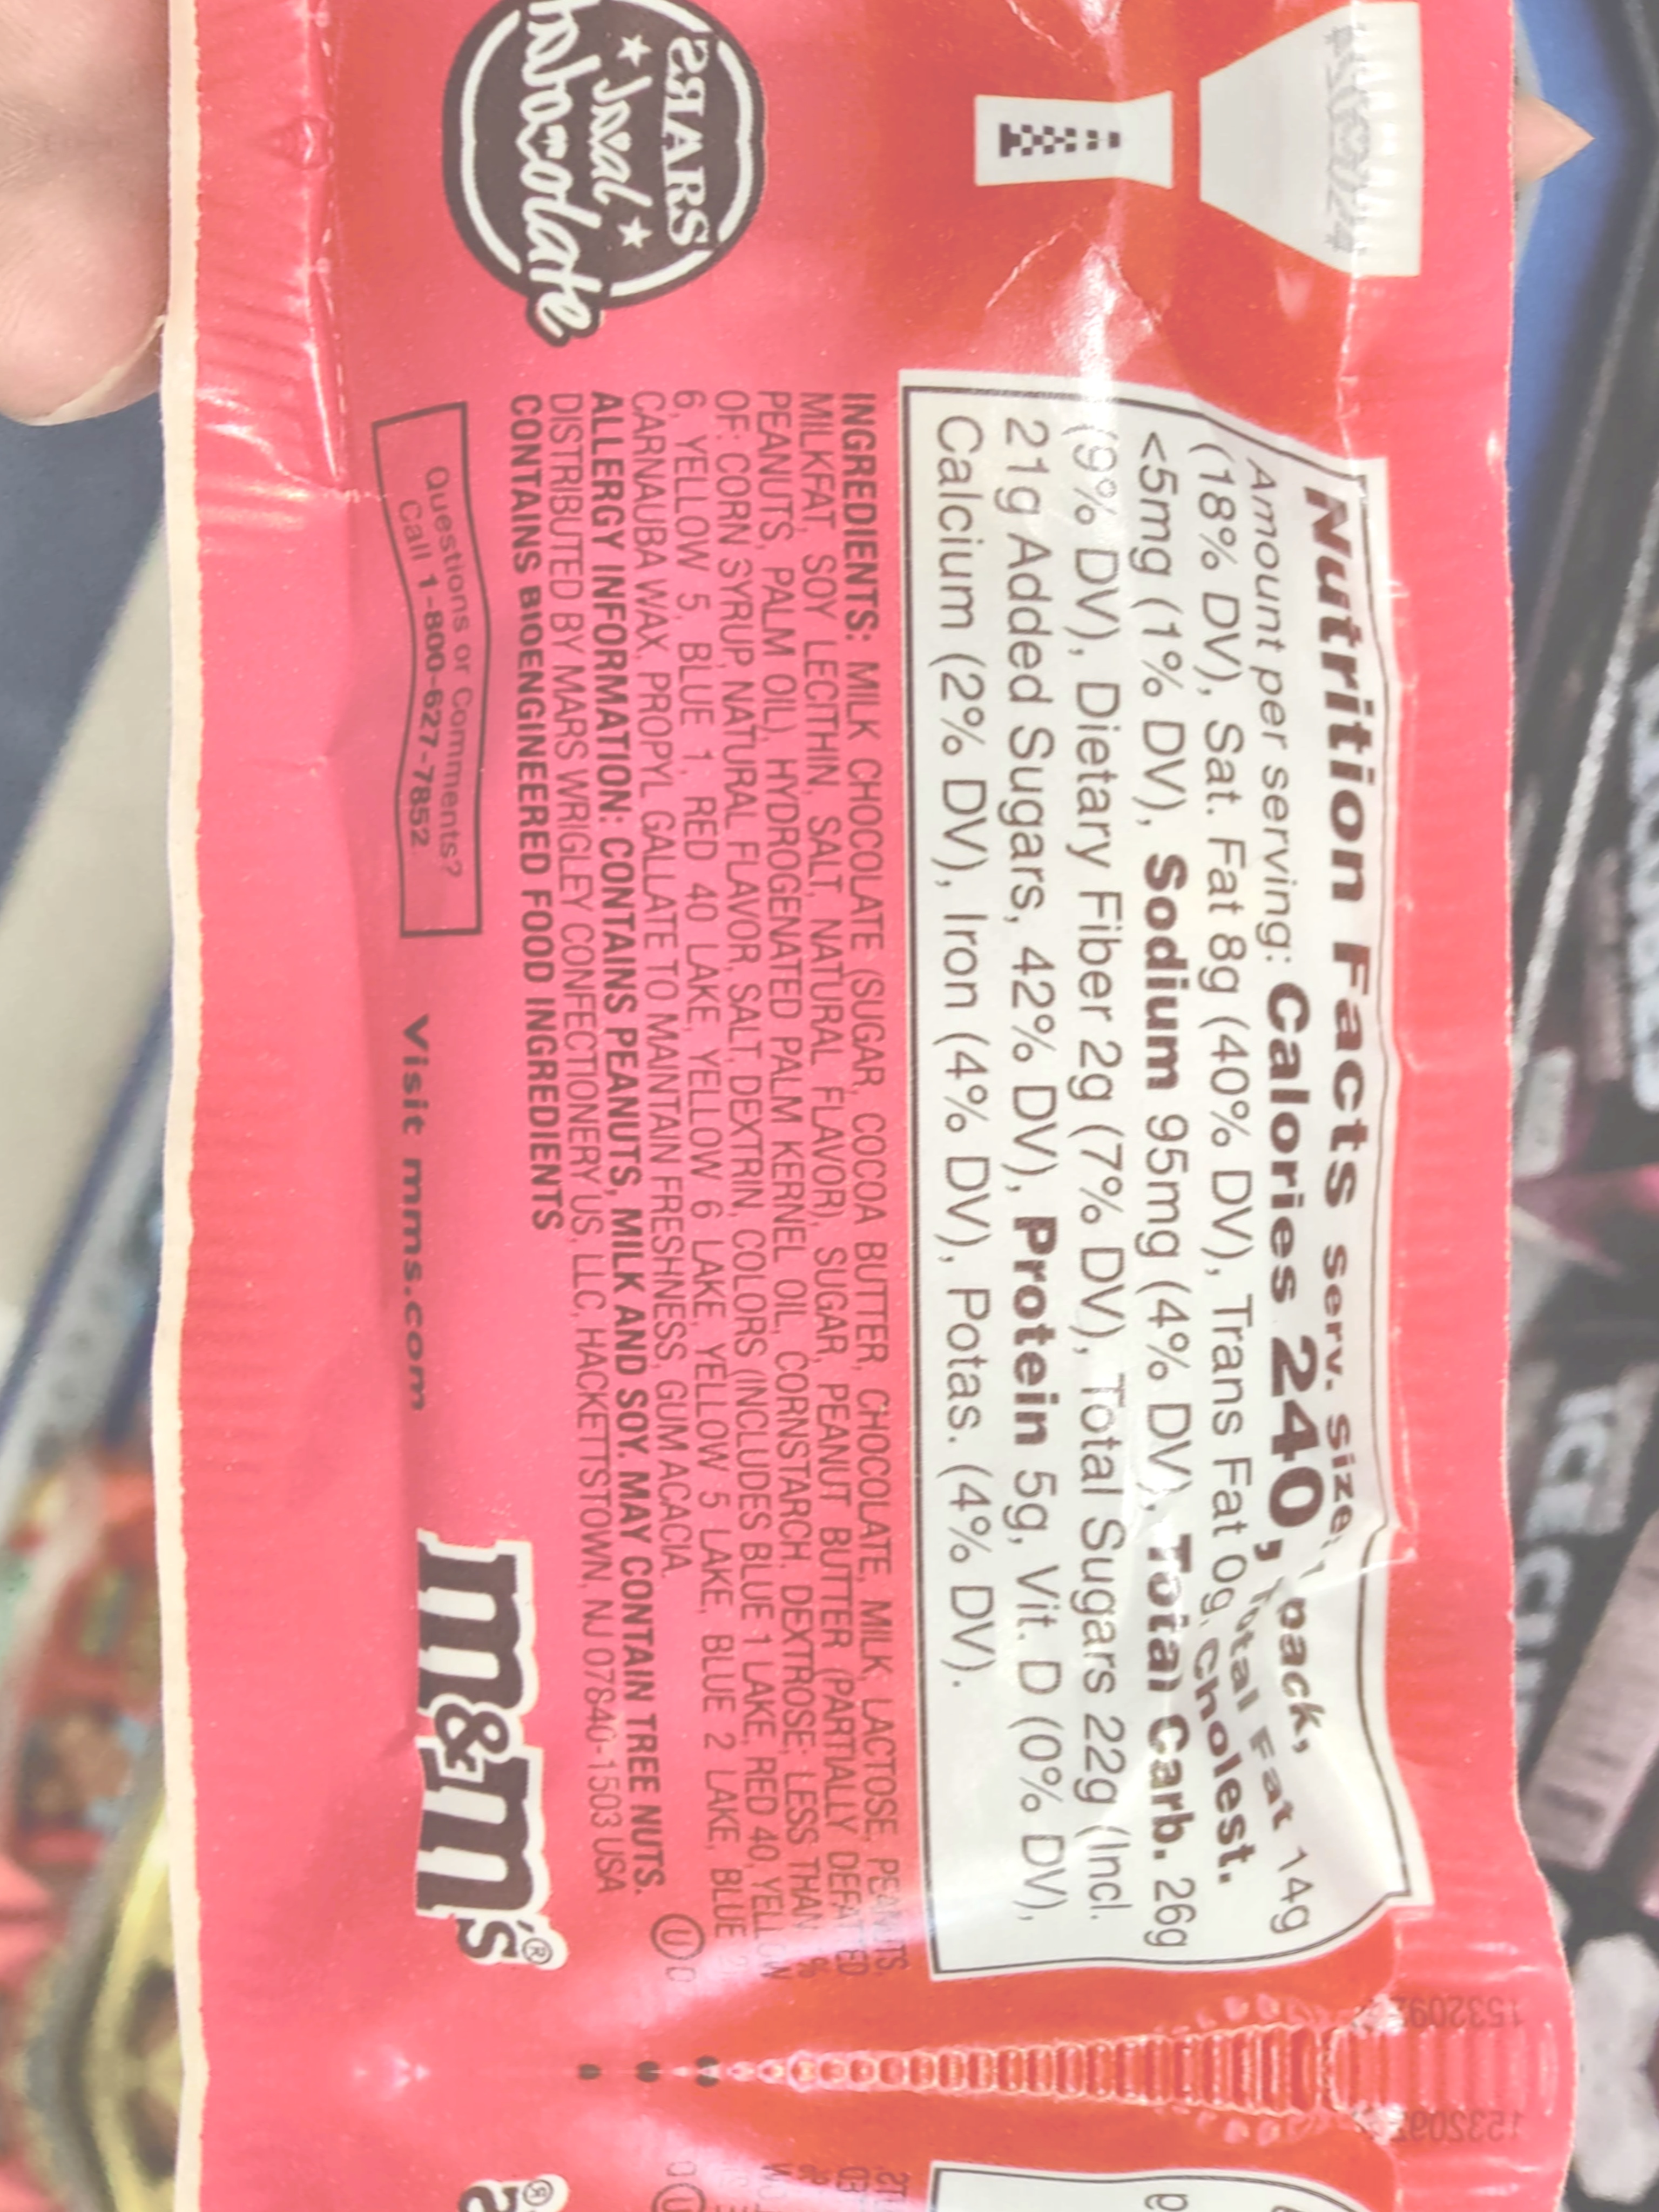 Nutrition Facts Serv. Size: 1 pack,
Amount per serving: Calories 240, Total Fat 14g
(18% DV), Sat. Fat 8g (40% DV), Trans Fat 0g, Cholest.
<5mg (1% DV), Sodium 95mg (4% DV), Total Carb. 26g
(9% DV), Dietary Fiber 2g (7% DV), Total Sugars 22g (Incl.
21g Added Sugars, 42% DV), Protein 5g, Vit. D (0% DV),
Calcium (2% DV), Iron (4% DV), Potas. (4% DV).
INGREDIENTS: MILK CHOCOLATE (SUGAR, COCOA BUTTER, CHOCOLATE, MILK, LACTOSE, PEANUTS,
MILKFAT, SOY LECITHIN, SALT, NATURAL FLAVOR), SUGAR, PEANUT BUTTER (PARTIALLY DEFATTED
PEANUTS, PALM OIL), HYDROGENATED PALM KERNEL OIL, CORNSTARCH, DEXTROSE; LESS THAN
OF: CORN SYRUP, NATURAL FLAVOR, SALT, DEXTRIN, COLORS (INCLUDES BLUE 1 LAKE, RED 40, YELLOW
6, YELLOW 5, BLUE 1, RED 40 LAKE, YELLOW 6 LAKE, YELLOW 5 LAKE, BLUE 2 LAKE, BLUE
CARNAUBA WAX, PROPYL GALLATE TO MAINTAIN FRESHNESS, GUM ACACIA.
ALLERGY INFORMATION: CONTAINS PEANUTS, MILK AND SOY. MAY CONTAIN TREE NUTS.
DISTRIBUTED BY MARS WRIGLEY CONFECTIONERY US, LLC, HACKETTSTOWN, NJ 07840-1503 USA
CONTAINS BIOENGINEERED FOOD INGREDIENTS
Questions or Comments?
Call 1-800-627-7852
Visit mms.com
m&m's®
MARS
chocolate
ICE